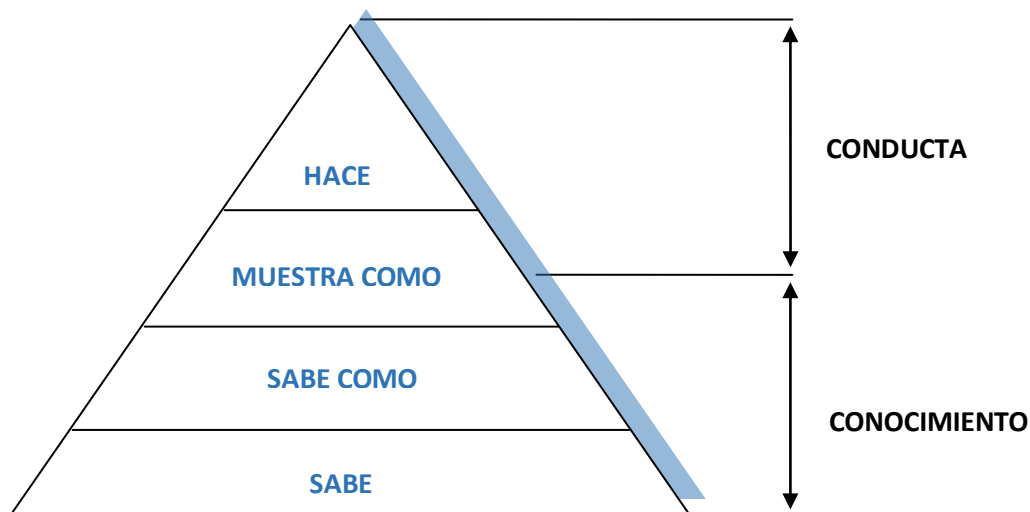 CONDUCTA
HACE
MUESTRA COMO
SABE COMO
CONOCIMIENTO
SABE